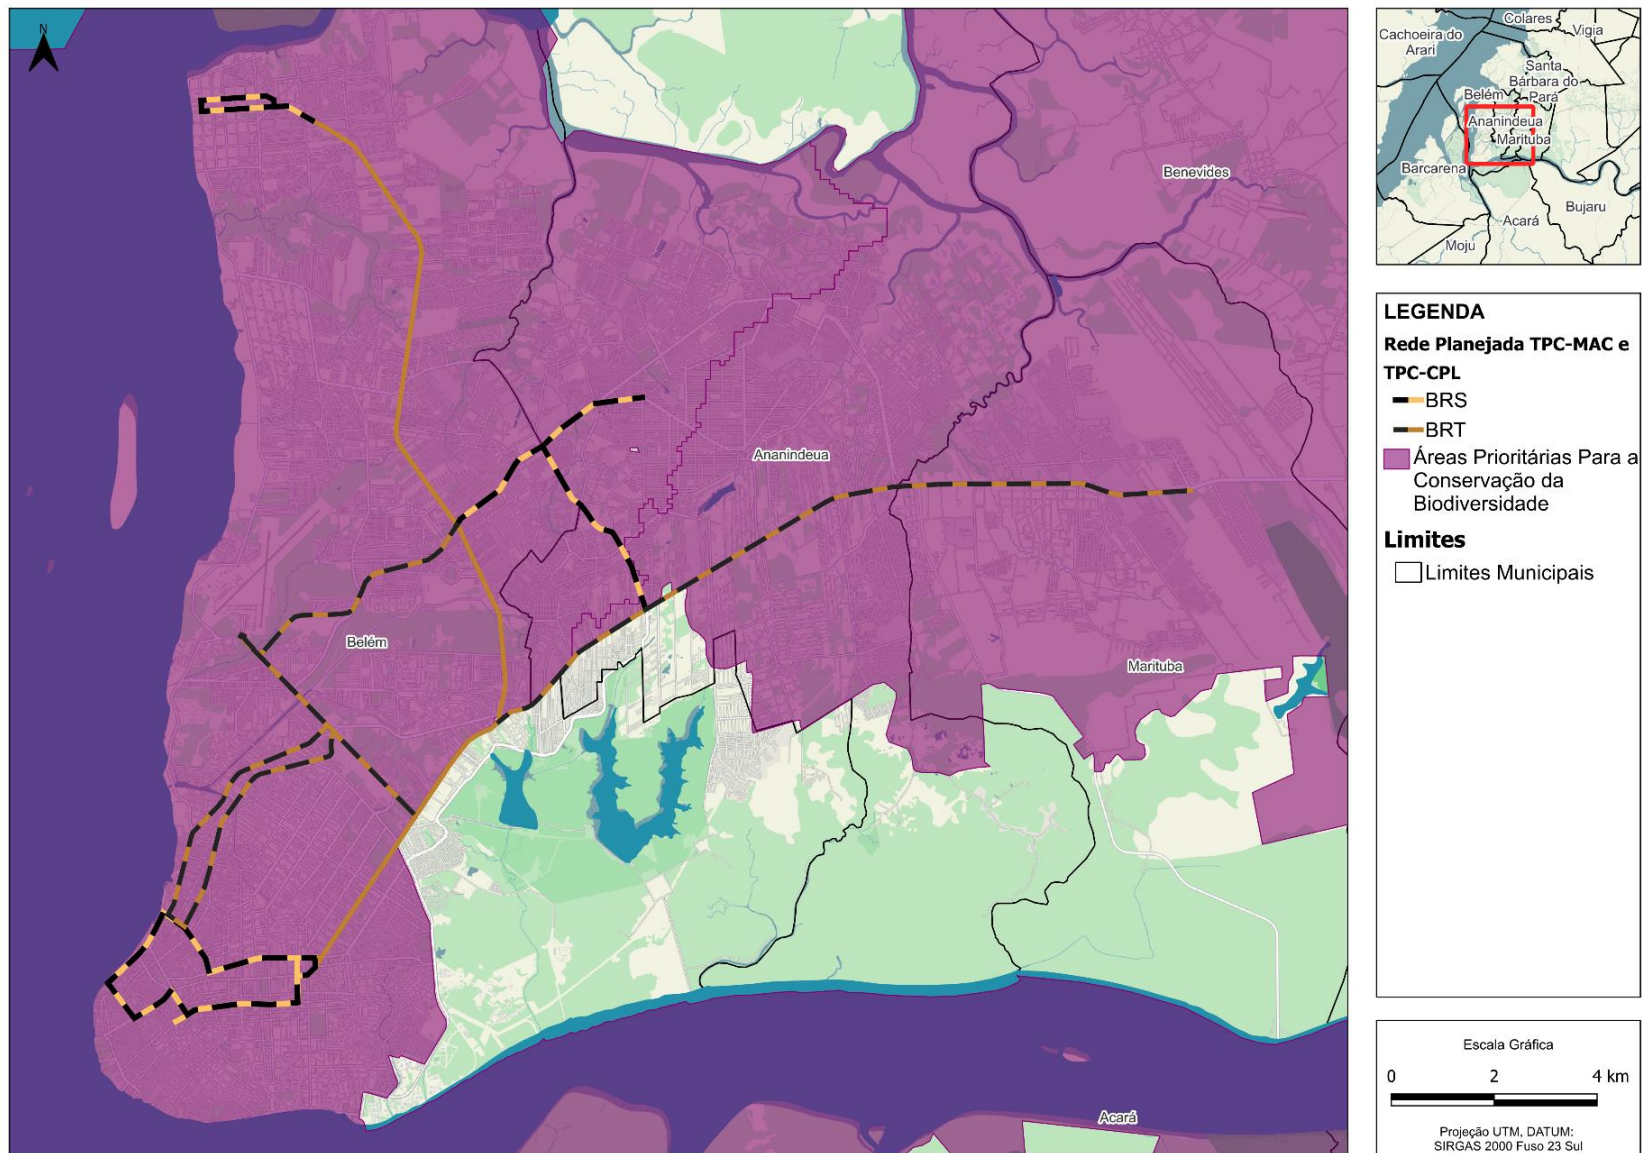 N
Benevides
Ananindeua
Belém
Marituba
Acará
Colares
Vigia
Cachoeira do
Arari
Santa
Bárbara do
Pará
Belém
Ananindeua
Marituba
Barcarena
Bujaru
Acará
Moju
LEGENDA
Rede Planejada TPC-MAC e
TPC-CPL
BRS
BRT
Áreas Prioritárias Para a
Conservação da
Biodiversidade
Limites
Limites Municipais
Escala Gráfica
0 2 4 km
Projeção UTM, DATUM:
SIRGAS 2000 Fuso 23 Sul